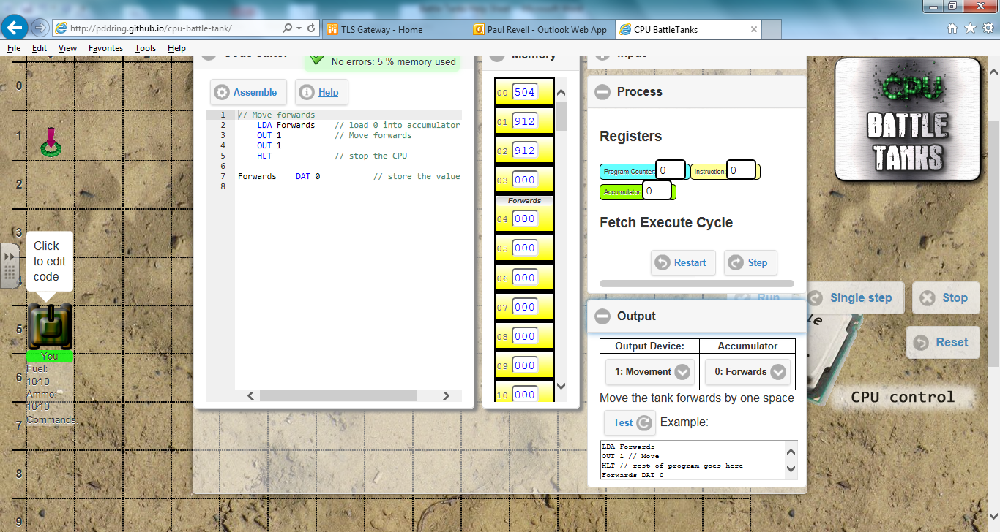 http://pddring.github.io/cpu-battle-tank/
TLS Gateway - Home
Paul Revell - Outlook Web App
CPU BattleTanks
File Edit View Favorites Tools Help
No errors: 5 % memory used
Memory
Input
Assemble
Help
1 // Move forwards
2 LDA Forwards // load 0 into accumulator
3 OUT 1 // Move forwards
4 OUT 1
5 HLT // stop the CPU
6
7 Forwards DAT 0 // store the value
8
00 504
01 912
02 912
03 000
Forwards
04 000
05 000
06 000
07 000
08 000
09 000
10 000
Process
Registers
Program Counter: 0
Instruction: 0
Accumulator: 0
Fetch Execute Cycle
Restart
Step
Run
Output
Output Device: Accumulator
1: Movement 0: Forwards
Move the tank forwards by one space
Test Example:
LDA Forwards
OUT 1 // Move
HLT // rest of program goes here
Forwards DAT 0
CPU
BATTLE
TANKS
Single step
Stop
Reset
CPU control
0
1
2
3
4
5
6
7
8
9
Click
to edit
code
You
Fuel:
10/10
Ammo:
10/10
Commands: